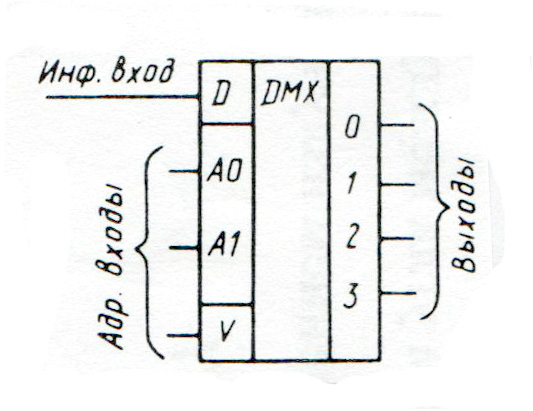 Инф. вход
D DMX
0
A0
1
A1
2
3
V
Адр. входы
Выходы